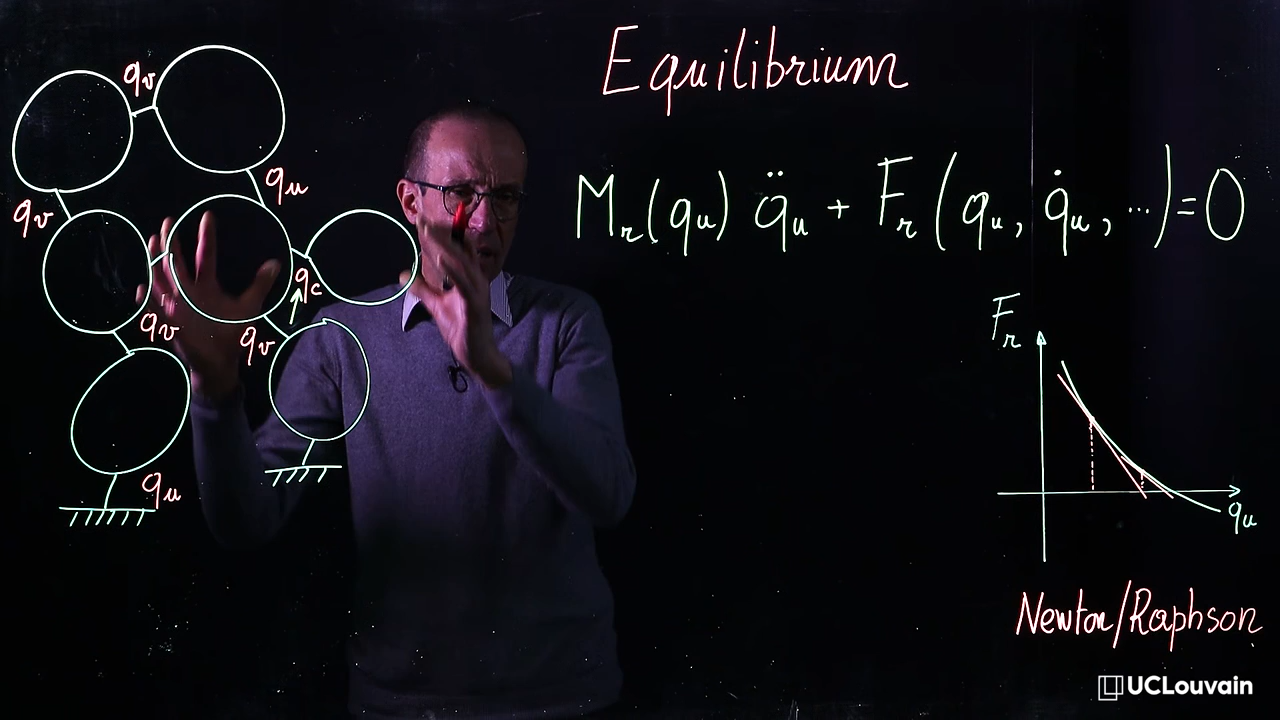 Equilibrium
qv
qu
qv
Mr(qu) q̈u + Fr(qu, q̇u, ...) = 0
qc
qv
qv
Fr
qu
qu
Newton/Raphson
UCLouvain